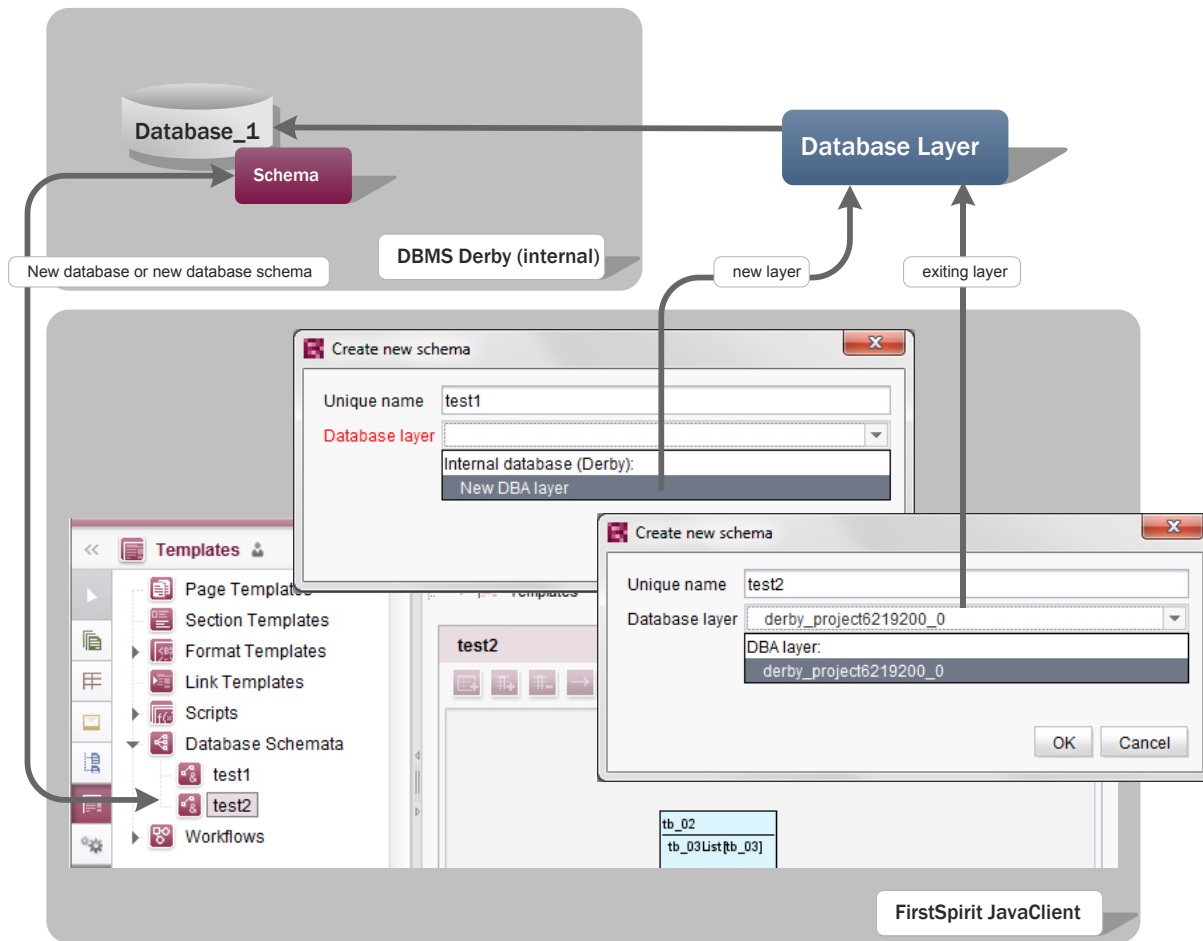 Database_1
Schema
Database Layer
DBMS Derby (internal)
New database or new database schema
new layer
exiting layer
Create new schema
Unique name test1
Database layer
Internal database (Derby):
New DBA layer
Create new schema
Unique name test2
Database layer derby_project6219200_0
DBA layer:
derby_project6219200_0
OK Cancel
Templates
Page Templates
Section Templates
Format Templates
Link Templates
Scripts
Database Schemata
test1
test2
Workflows
Templates
test2
tb_02
tb_03List[tb_03]
FirstSpirit JavaClient